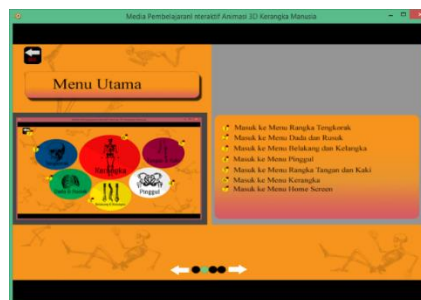 Media Pembelajaran Interaktif Animasi 3D Kerangka Manusia
Menu Utama
Kerangka
Pinggul
Masuk ke Menu Rangka Tengkorak
Masuk ke Menu Dada dan Rusuk
Masuk ke Menu Belakang dan Kelangka
Masuk ke Menu Pinggul
Masuk ke Menu Rangka Tangan dan Kaki
Masuk ke Menu Kerangka
Masuk ke Menu Home Screen